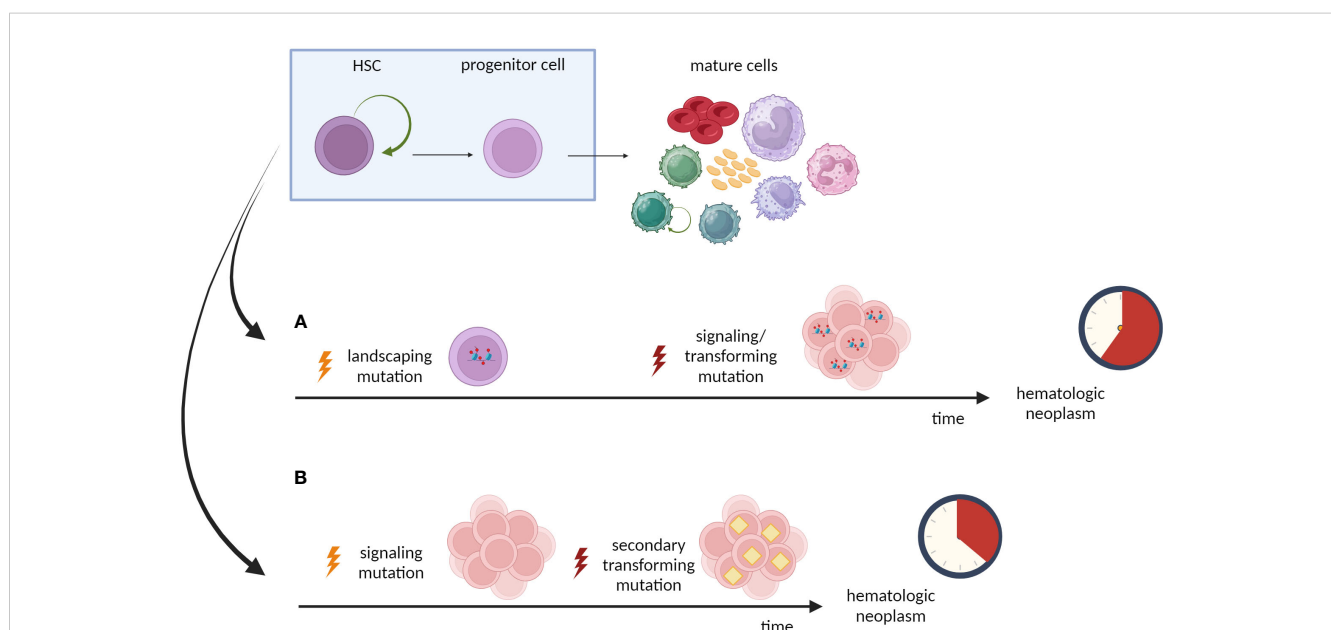 HSC
progenitor cell
mature cells
A
landscaping
mutation
signaling/
transforming
mutation
time
hematologic
neoplasm
B
signaling
mutation
secondary
transforming
mutation
time
hematologic
neoplasm